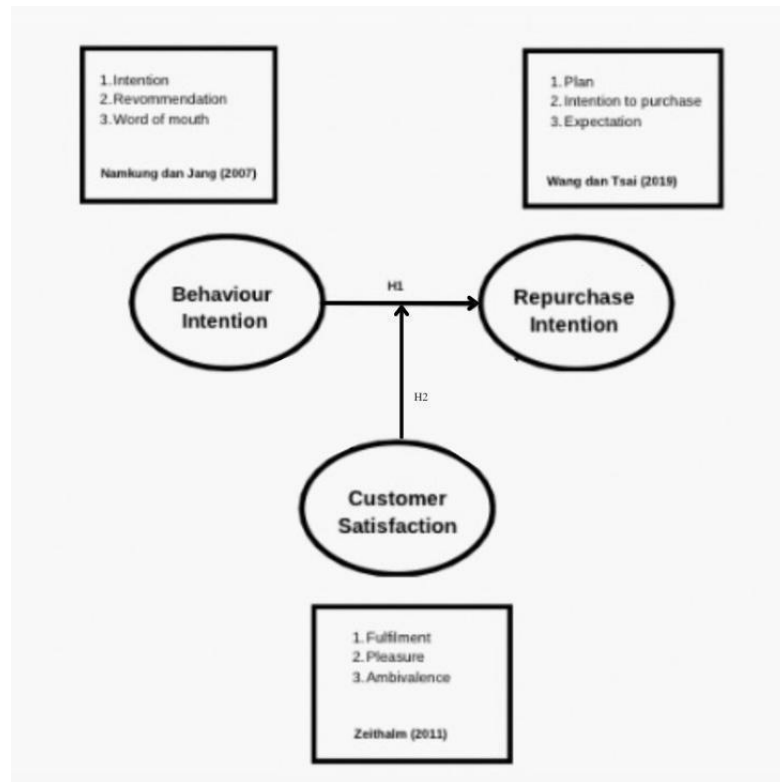 1. Intention
2. Revommendation
3. Word of mouth
Namkung dan Jang (2007)
1. Plan
2. Intention to purchase
3. Expectation
Wang dan Tsai (2019)
Behaviour
Intention
H1
Repurchase
Intention
H2
Customer
Satisfaction
1. Fulfilment
2. Pleasure
3. Ambivalence
Zeithalm (2011)